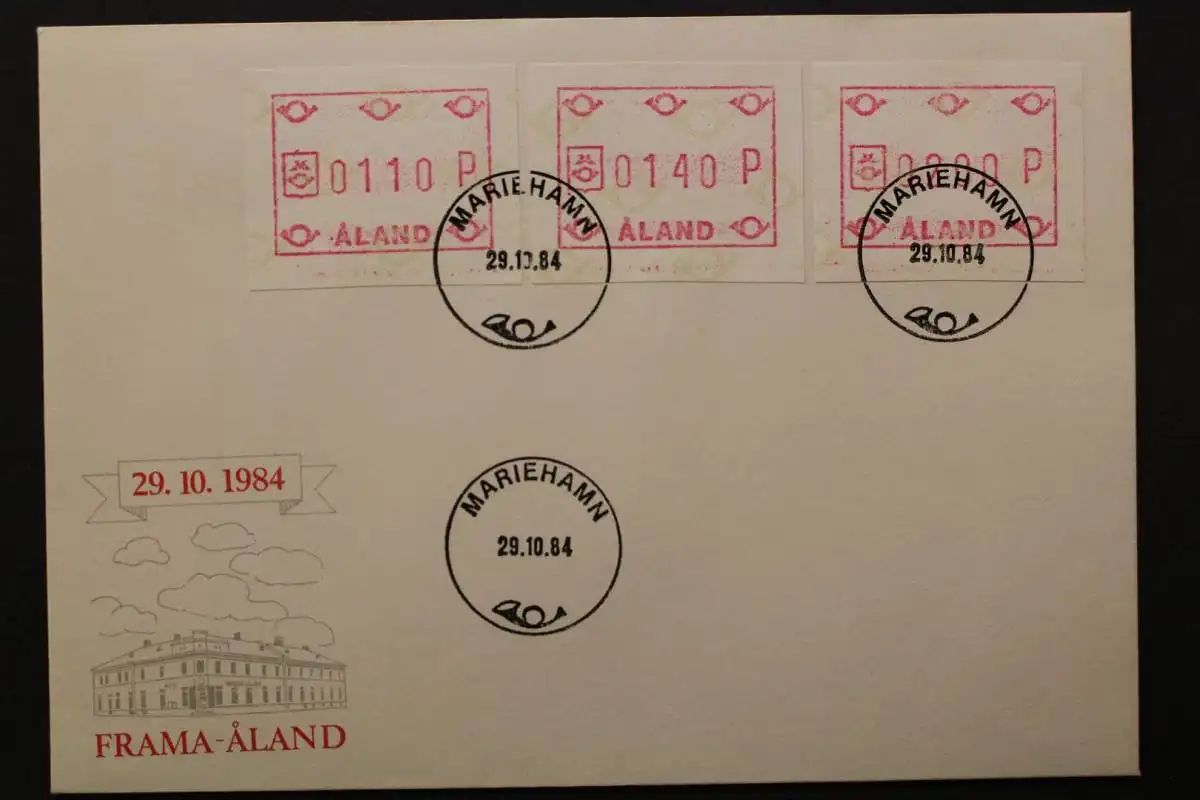 0110 P
ÅLAND
0140 P
ÅLAND
P
ÅLAND
MARIEHAMN
29.10.84
MARIEHAMN
29.10.84
29. 10. 1984
MARIEHAMN
29.10.84
FRAMA-ÅLAND